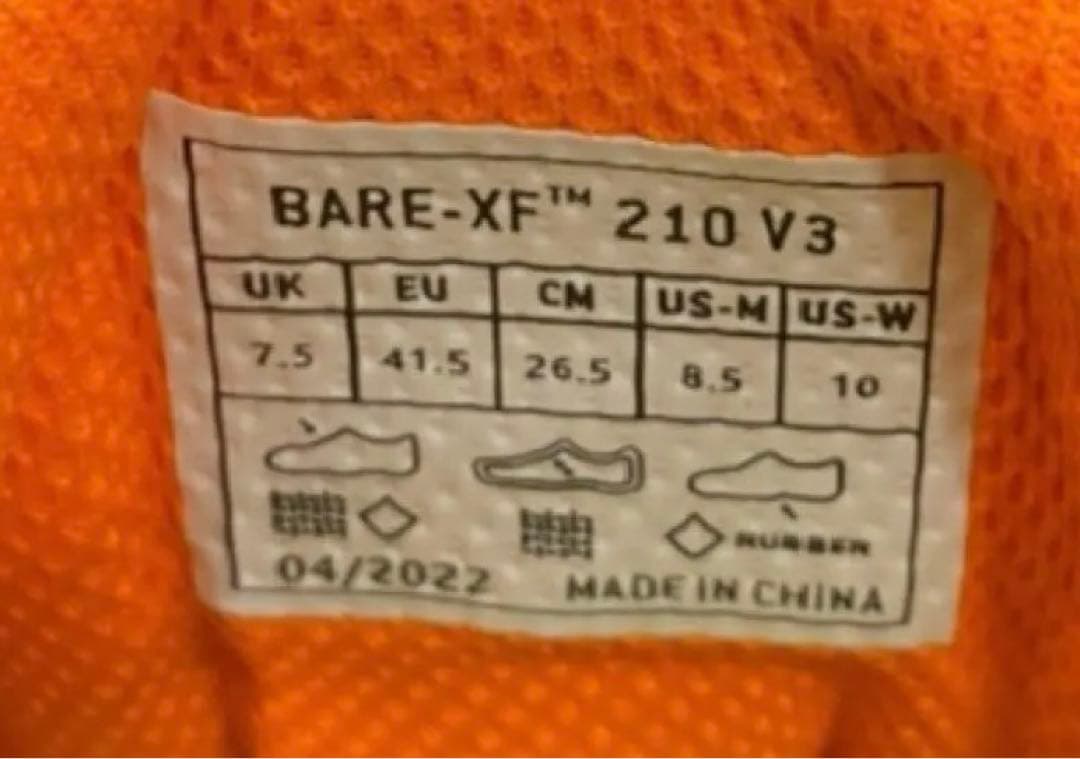 BARE-XF™ 210 V3
UK EU CM US-M US-W
7.5 41.5 26.5 8.5 10
RUBBER
04/2022 MADE IN CHINA